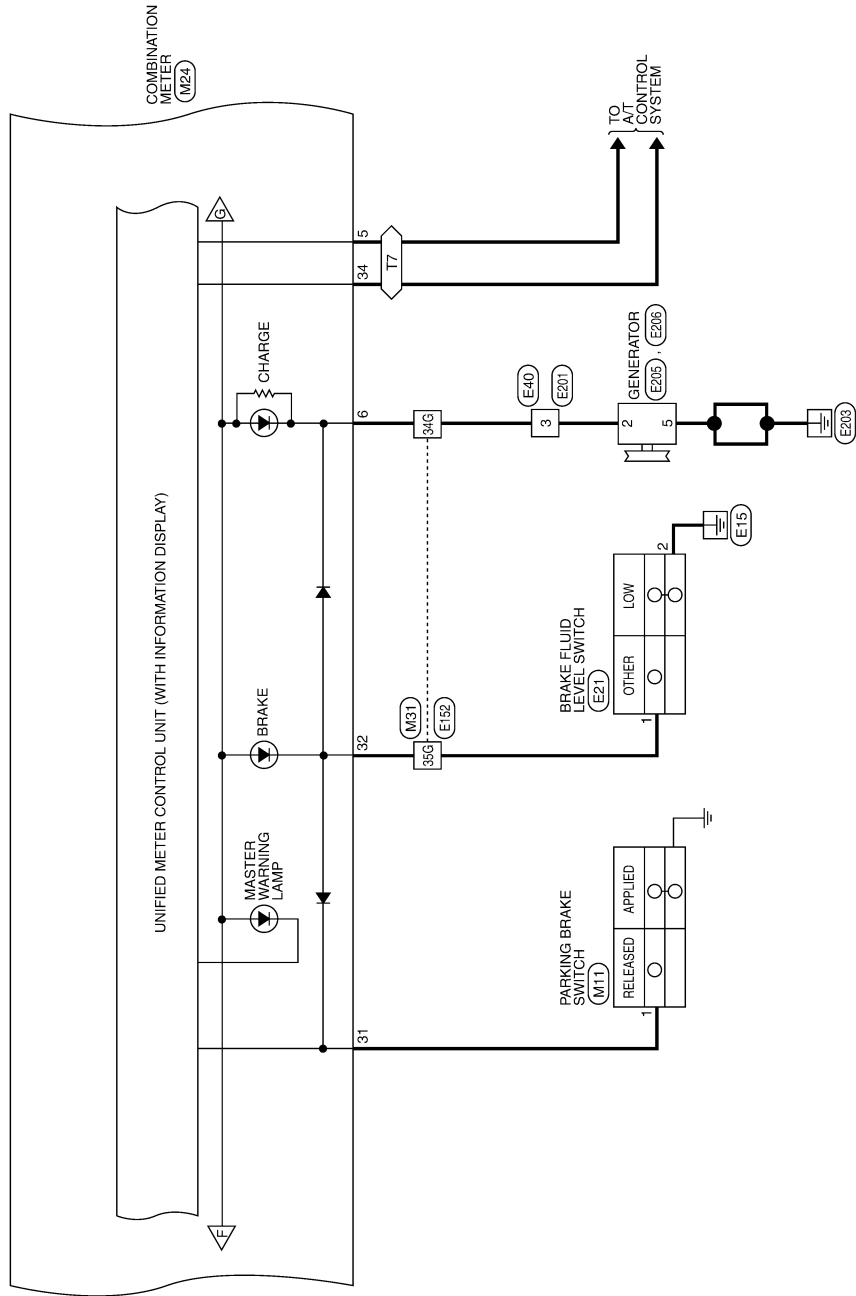 COMBINATION
METER
M24
UNIFIED METER CONTROL UNIT (WITH INFORMATION DISPLAY)
F
G
MASTER
WARNING
LAMP
BRAKE
CHARGE
31
32
6
34
5
T7
TO
A/T
CONTROL
SYSTEM
35G
M31
E152
34G
3
E40
E201
PARKING BRAKE
SWITCH
M11
RELEASED
APPLIED
1
BRAKE FLUID
LEVEL SWITCH
E21
OTHER
LOW
1
2
E15
GENERATOR
E205 , E206
2
5
E203